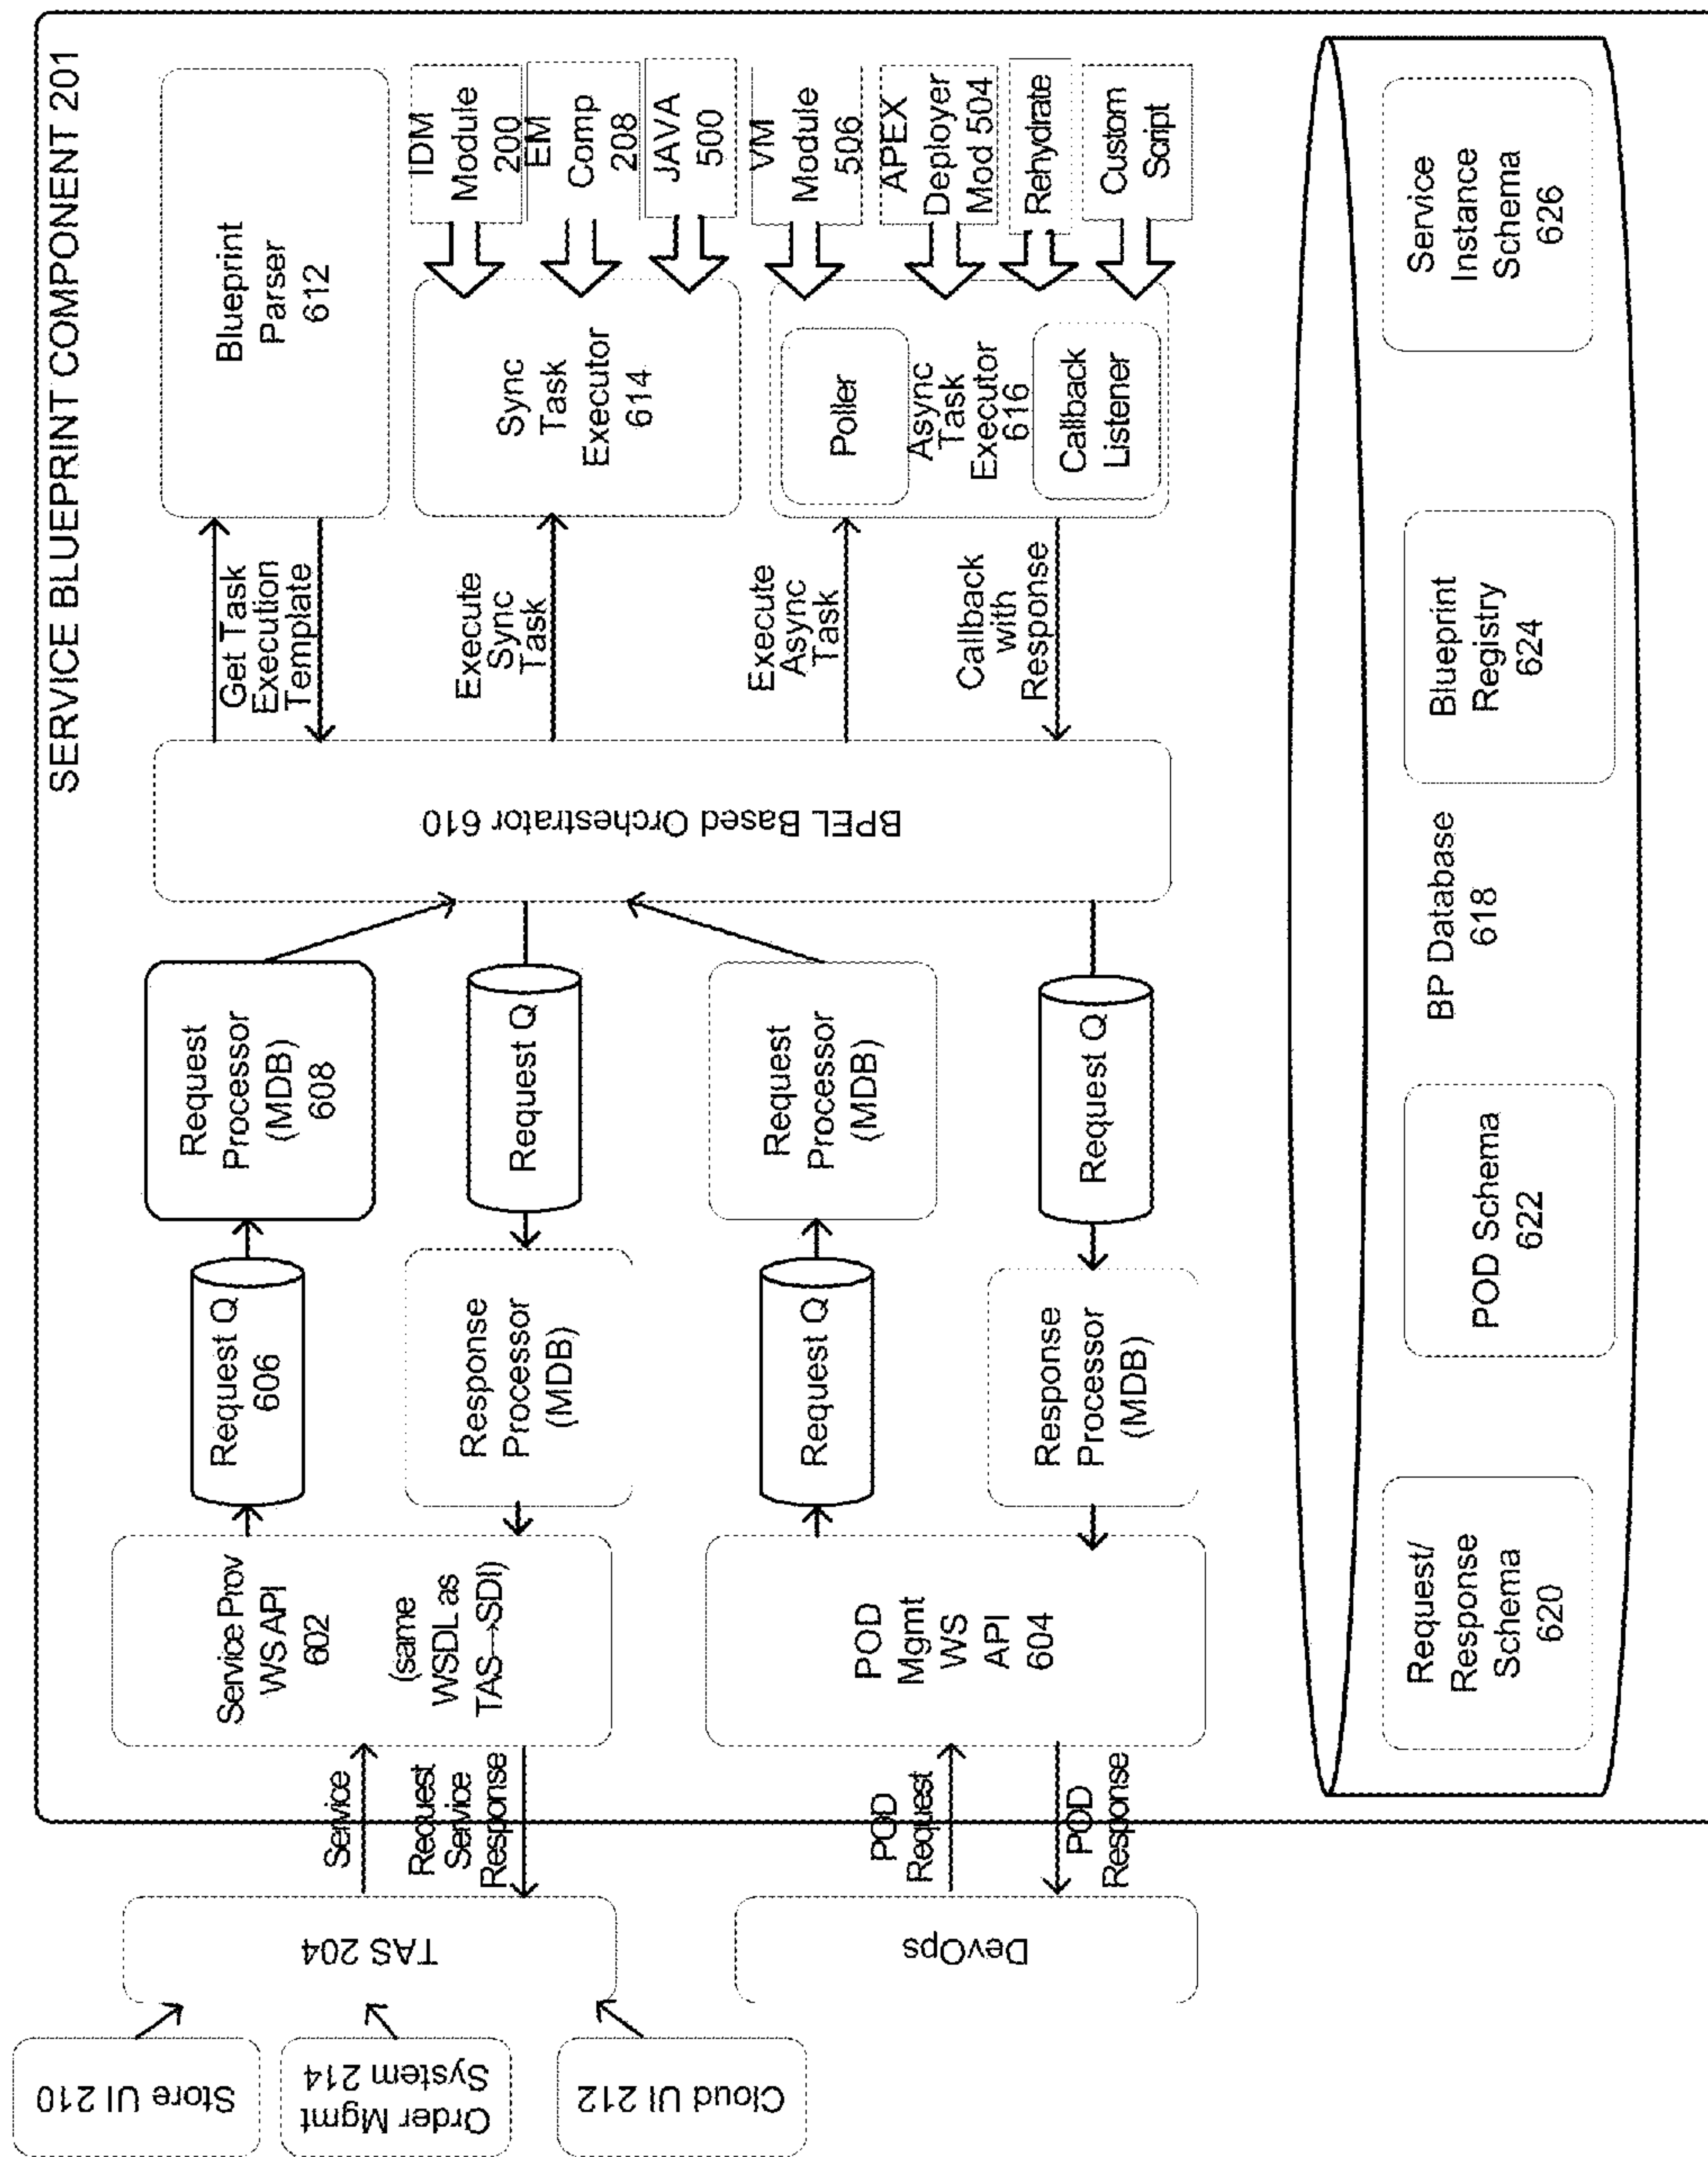 SERVICE BLUEPRINT COMPONENT 201
Store UI 210
Order Mgmt
System 214
Cloud UI 212
TAS 204
DevOps
Service
Request
Service
Response
POD
Request
POD
Response
Service Prov
WS API
602
(same
WSDL as
TAS→SDI)
POD
Mgmt
WS
API
604
Request Q
606
Response
Processor
(MDB)
Request Q
Response
Processor
(MDB)
Request
Processor
(MDB)
608
Request Q
Request
Processor
(MDB)
Request Q
BPEL Based Orchestrator 610
Get Task
Execution
Template
Execute
Sync
Task
Execute
Async
Task
Callback
with
Response
Blueprint
Parser
612
Sync
Task
Executor
614
Poller
Async
Task
Executor
616
Callback
Listener
IDM
Module
200
EM
Comp
208
JAVA
500
VM
Module
506
APEX
Deployer
Mod 504
Rehydrate
Custom
Script
Request/
Response
Schema
620
POD Schema
622
BP Database
618
Blueprint
Registry
624
Service
Instance
Schema
626